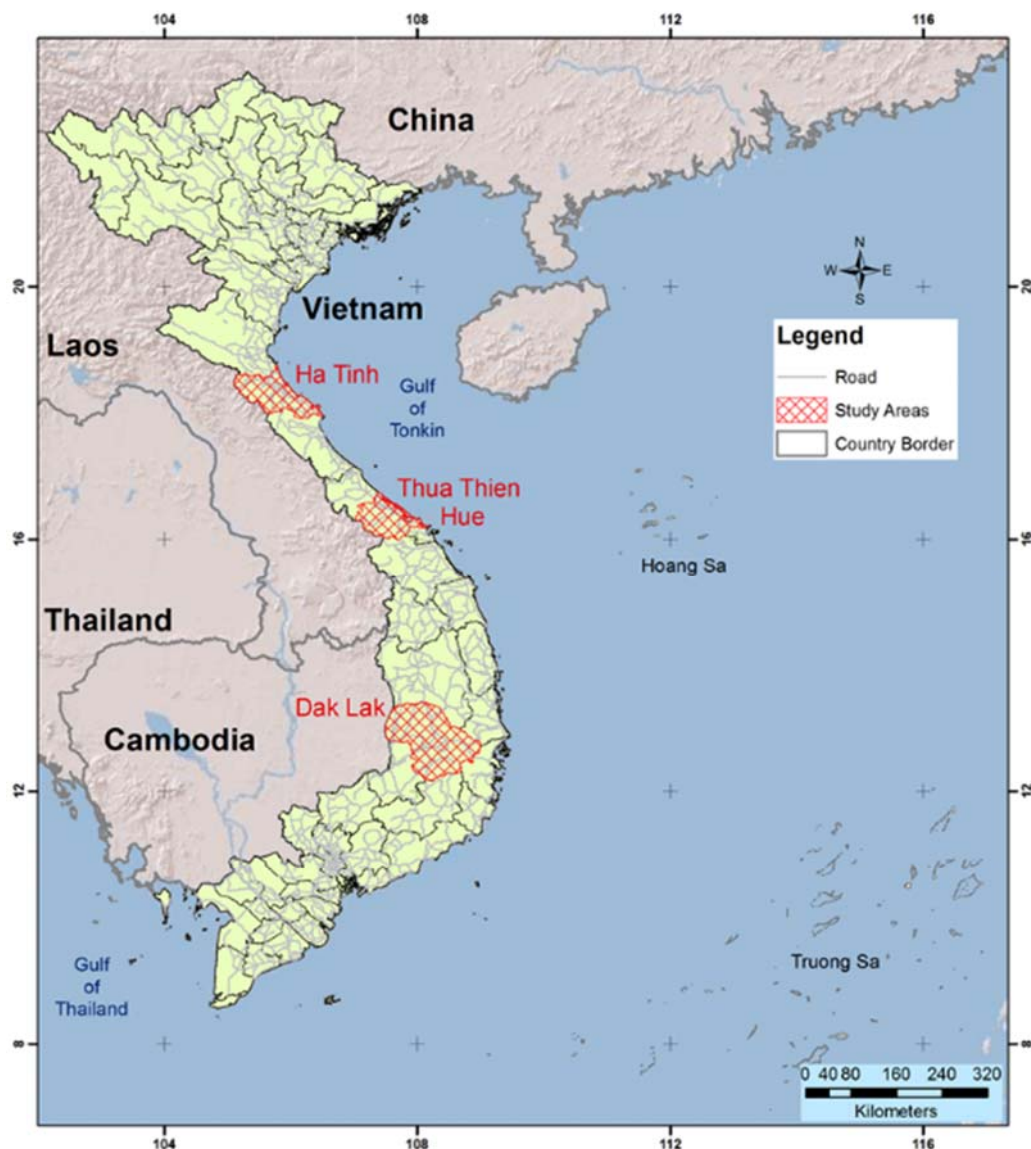 104
108
112
116
China
20
20
N
W E
S
Vietnam
Laos
Ha Tinh
Gulf
of
Tonkin
Legend
Road
Study Areas
Country Border
Thua Thien
Hue
16
16
Hoang Sa
Thailand
Dak Lak
Cambodia
12
12
Gulf
of
Thailand
Truong Sa
8
8
0 40 80 160 240 320
Kilometers
104
108
112
116